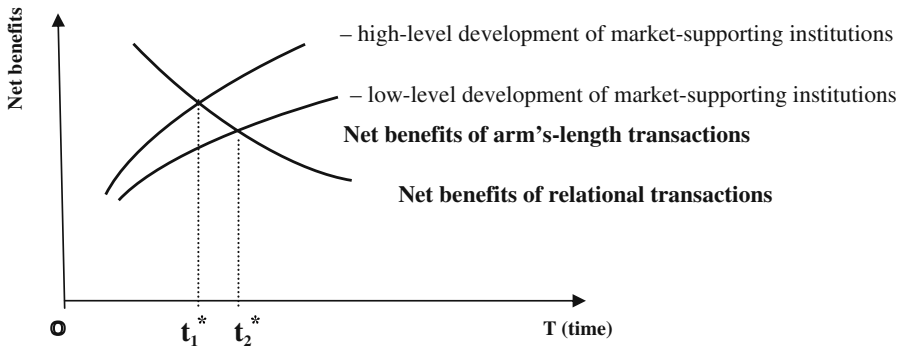 Net benefits
– high-level development of market-supporting institutions
– low-level development of market-supporting institutions
Net benefits of arm's-length transactions
Net benefits of relational transactions
O
t₁* t₂* T (time)